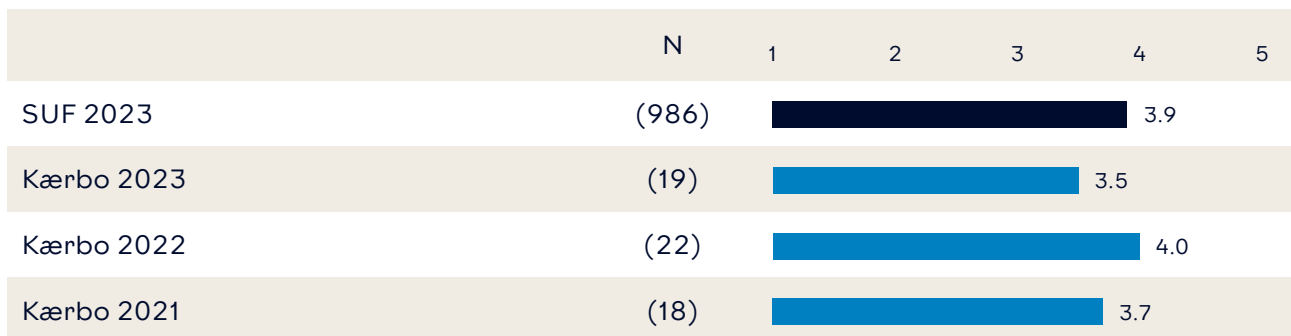 N 1 2 3 4 5
SUF 2023 (986) 3.9
Kærbo 2023 (19) 3.5
Kærbo 2022 (22) 4.0
Kærbo 2021 (18) 3.7